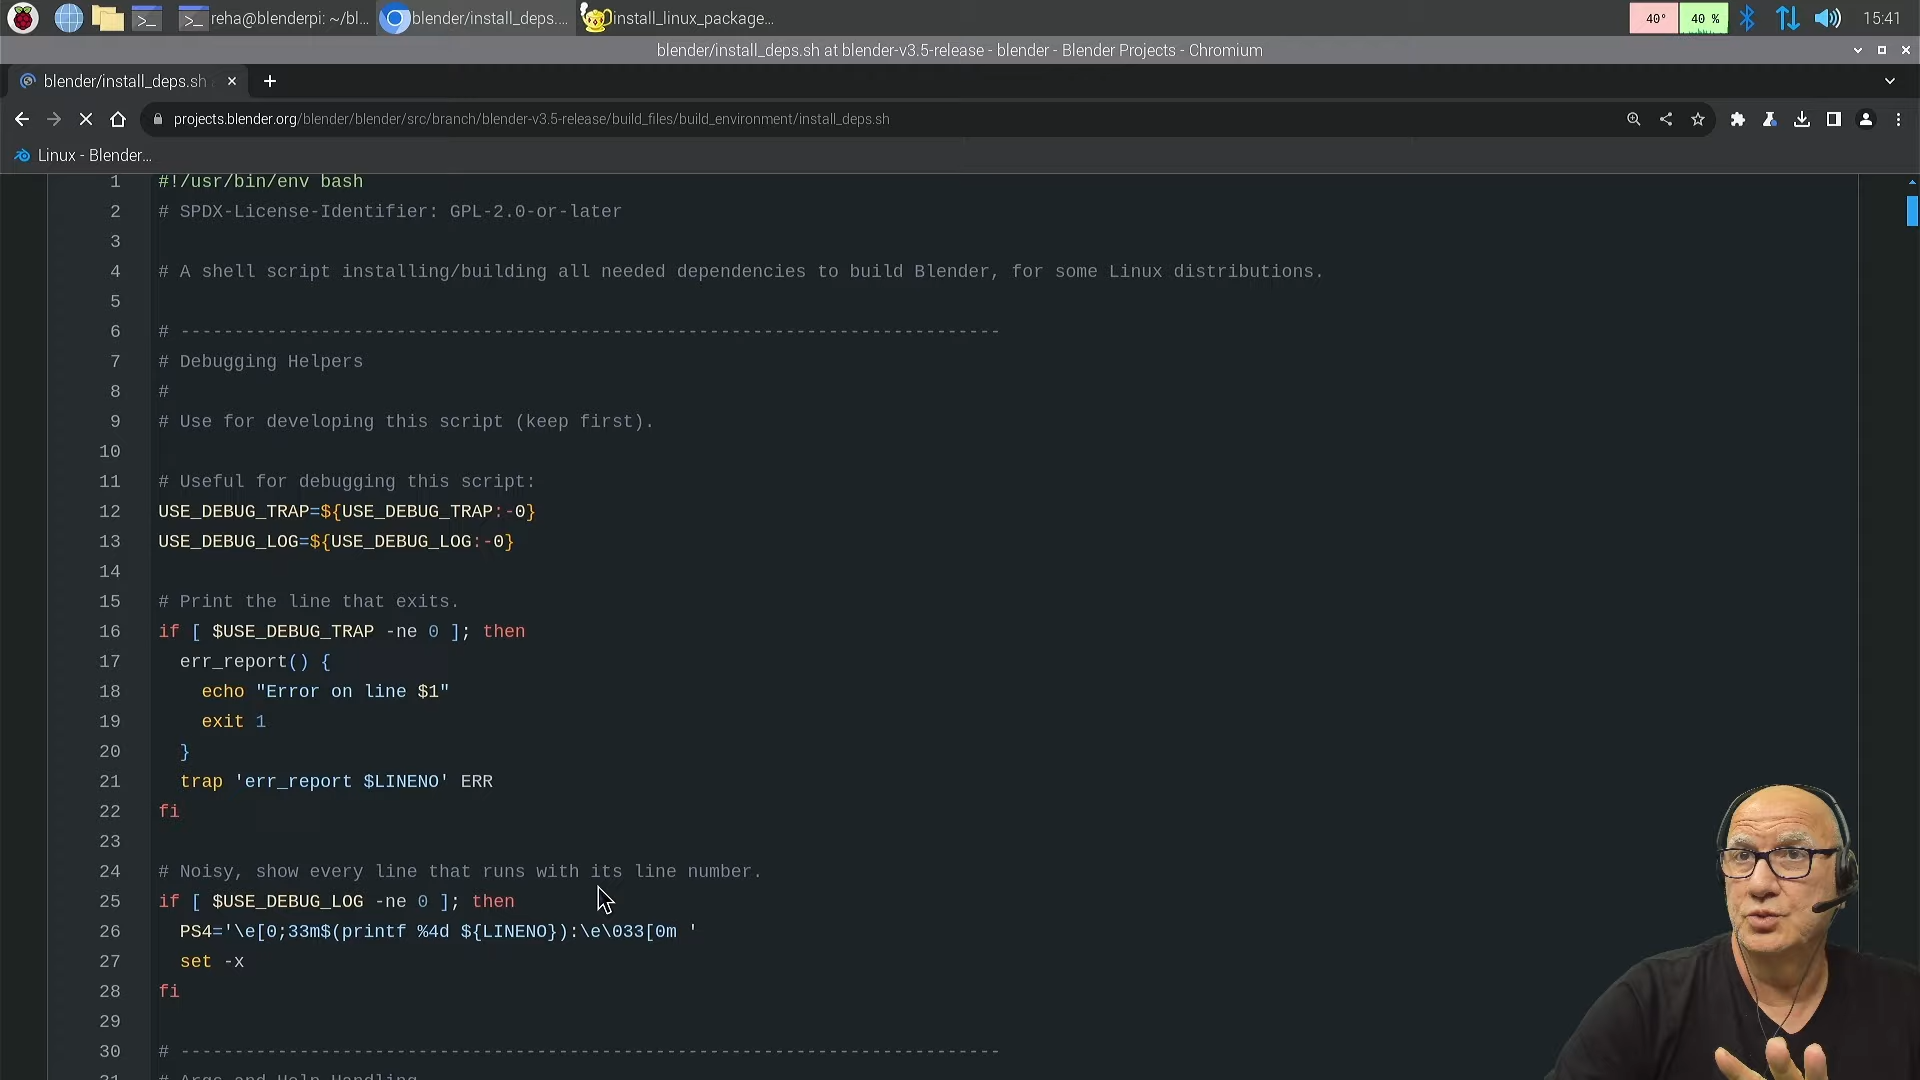 reha@blenderpi: ~/bl...
blender/install_deps....
install_linux_package...
40°
40 %
15:41
blender/install_deps.sh at blender-v3.5-release - blender - Blender Projects - Chromium
blender/install_deps.sh
projects.blender.org/blender/blender/src/branch/blender-v3.5-release/build_files/build_environment/install_deps.sh
Linux - Blender...
1 #!/usr/bin/env bash
2 # SPDX-License-Identifier: GPL-2.0-or-later
3
4 # A shell script installing/building all needed dependencies to build Blender, for some Linux distributions.
5
6 # ----------------------------------------------------------------------------
7 # Debugging Helpers
8 #
9 # Use for developing this script (keep first).
10
11 # Useful for debugging this script:
12 USE_DEBUG_TRAP=${USE_DEBUG_TRAP:-0}
13 USE_DEBUG_LOG=${USE_DEBUG_LOG:-0}
14
15 # Print the line that exits.
16 if [ $USE_DEBUG_TRAP -ne 0 ]; then
17 err_report() {
18 echo "Error on line $1"
19 exit 1
20 }
21 trap 'err_report $LINENO' ERR
22 fi
23
24 # Noisy, show every line that runs with its line number.
25 if [ $USE_DEBUG_LOG -ne 0 ]; then
26 PS4='\e[0;33m$(printf %4d ${LINENO}):\e\033[0m '
27 set -x
28 fi
29
30 # ----------------------------------------------------------------------------
31 # Args and Help Handling